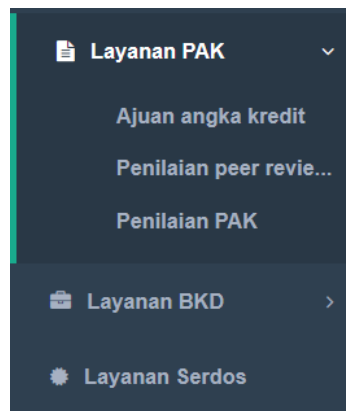 Layanan PAK
Ajuan angka kredit
Penilaian peer revie...
Penilaian PAK
Layanan BKD
Layanan Serdos